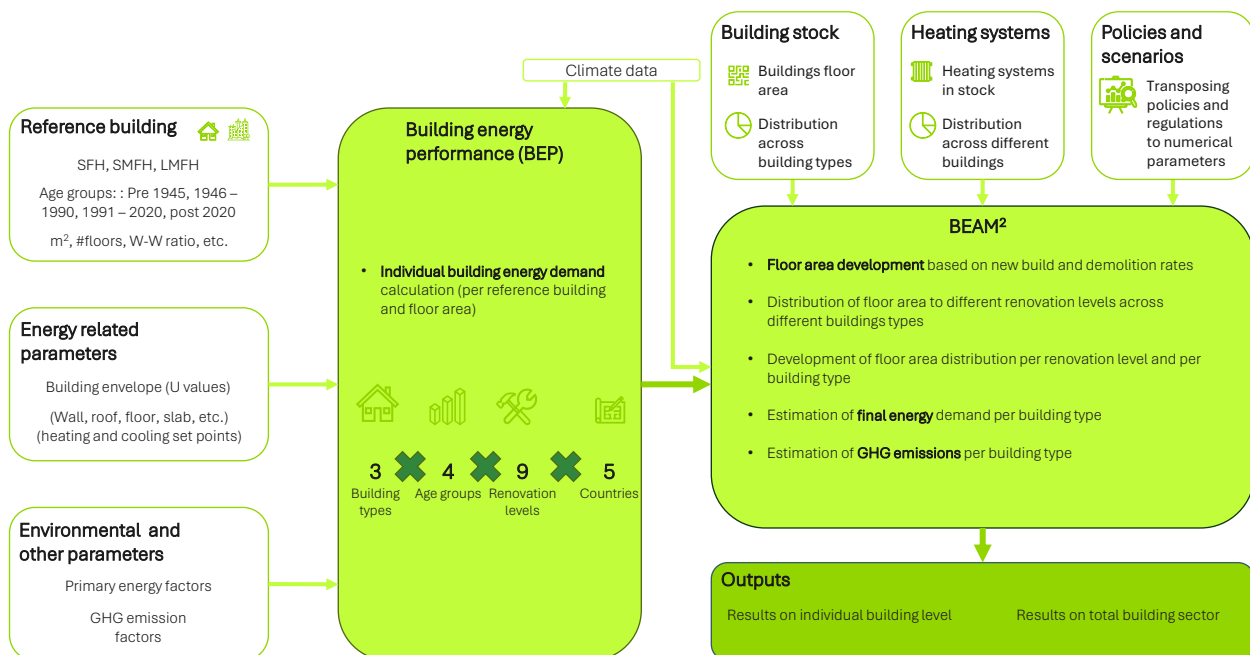 Climate data
Reference building
SFH, SMFH, LMFH
Age groups: : Pre 1945, 1946 –
1990, 1991 – 2020, post 2020
m², #floors, W-W ratio, etc.
Energy related
parameters
Building envelope (U values)
(Wall, roof, floor, slab, etc.)
(heating and cooling set points)
Environmental and
other parameters
Primary energy factors
GHG emission
factors
Building energy
performance (BEP)
• Individual building energy demand
calculation (per reference building
and floor area)
3 4 9 5
Building
types
Age groups
Renovation
levels
Countries
Building stock
Buildings floor
area
Distribution
across
building types
Heating systems
Heating systems
in stock
Distribution
across different
buildings
Policies and
scenarios
Transposing
policies and
regulations
to numerical
parameters
BEAM²
• Floor area development based on new build and demolition rates
• Distribution of floor area to different renovation levels across
different buildings types
• Development of floor area distribution per renovation level and per
building type
• Estimation of final energy demand per building type
• Estimation of GHG emissions per building type
Outputs
Results on individual building level
Results on total building sector